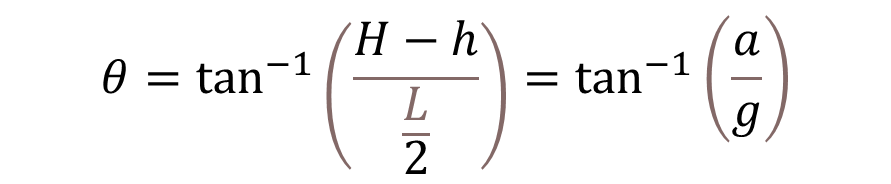 θ = tan⁻¹ ((H − h)/(L/2)) = tan⁻¹ (a/g)